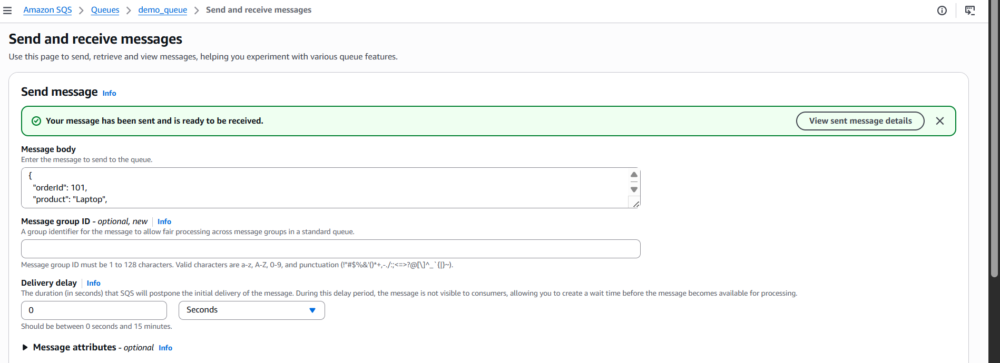 Amazon SQS > Queues > demo_queue > Send and receive messages
Send and receive messages
Use this page to send, retrieve and view messages, helping you experiment with various queue features.
Send message Info
Your message has been sent and is ready to be received. View sent message details
Message body
Enter the message to send to the queue.
{
"orderId": 101,
"product": "Laptop",
Message group ID - optional, new Info
A group identifier for the message to allow fair processing across message groups in a standard queue.
Message group ID must be 1 to 128 characters. Valid characters are a-z, A-Z, 0-9, and punctuation (!"#$%&'()*+,-./:;<=>?@[\]^_`{|}~).
Delivery delay Info
The duration (in seconds) that SQS will postpone the initial delivery of the message. During this delay period, the message is not visible to consumers, allowing you to create a wait time before the message becomes available for processing.
0 Seconds
Should be between 0 seconds and 15 minutes.
Message attributes - optional Info